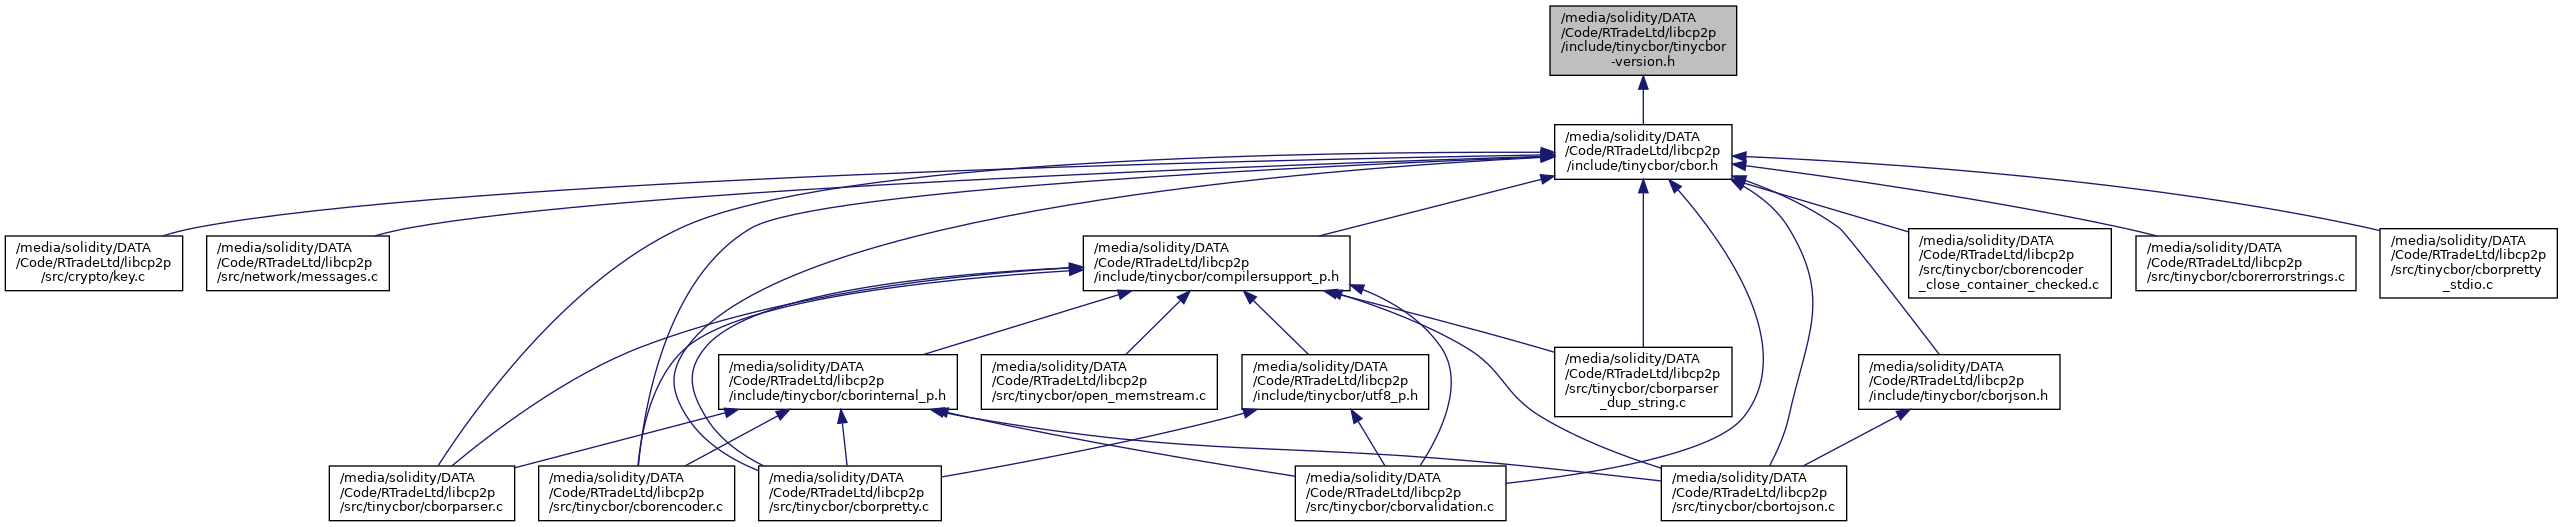 /media/solidity/DATA
/Code/RTradeLtd/libcp2p
/include/tinycbor/tinycbor
-version.h
/media/solidity/DATA
/Code/RTradeLtd/libcp2p
/include/tinycbor/cbor.h
/media/solidity/DATA
/Code/RTradeLtd/libcp2p
/src/crypto/key.c
/media/solidity/DATA
/Code/RTradeLtd/libcp2p
/src/network/messages.c
/media/solidity/DATA
/Code/RTradeLtd/libcp2p
/include/tinycbor/compilersupport_p.h
/media/solidity/DATA
/Code/RTradeLtd/libcp2p
/src/tinycbor/cborencoder
_close_container_checked.c
/media/solidity/DATA
/Code/RTradeLtd/libcp2p
/src/tinycbor/cborerrorstrings.c
/media/solidity/DATA
/Code/RTradeLtd/libcp2p
/src/tinycbor/cborpretty
_stdio.c
/media/solidity/DATA
/Code/RTradeLtd/libcp2p
/include/tinycbor/cborinternal_p.h
/media/solidity/DATA
/Code/RTradeLtd/libcp2p
/src/tinycbor/open_memstream.c
/media/solidity/DATA
/Code/RTradeLtd/libcp2p
/include/tinycbor/utf8_p.h
/media/solidity/DATA
/Code/RTradeLtd/libcp2p
/src/tinycbor/cborparser
_dup_string.c
/media/solidity/DATA
/Code/RTradeLtd/libcp2p
/include/tinycbor/cborjson.h
/media/solidity/DATA
/Code/RTradeLtd/libcp2p
/src/tinycbor/cborparser.c
/media/solidity/DATA
/Code/RTradeLtd/libcp2p
/src/tinycbor/cborencoder.c
/media/solidity/DATA
/Code/RTradeLtd/libcp2p
/src/tinycbor/cborpretty.c
/media/solidity/DATA
/Code/RTradeLtd/libcp2p
/src/tinycbor/cborvalidation.c
/media/solidity/DATA
/Code/RTradeLtd/libcp2p
/src/tinycbor/cbortojson.c